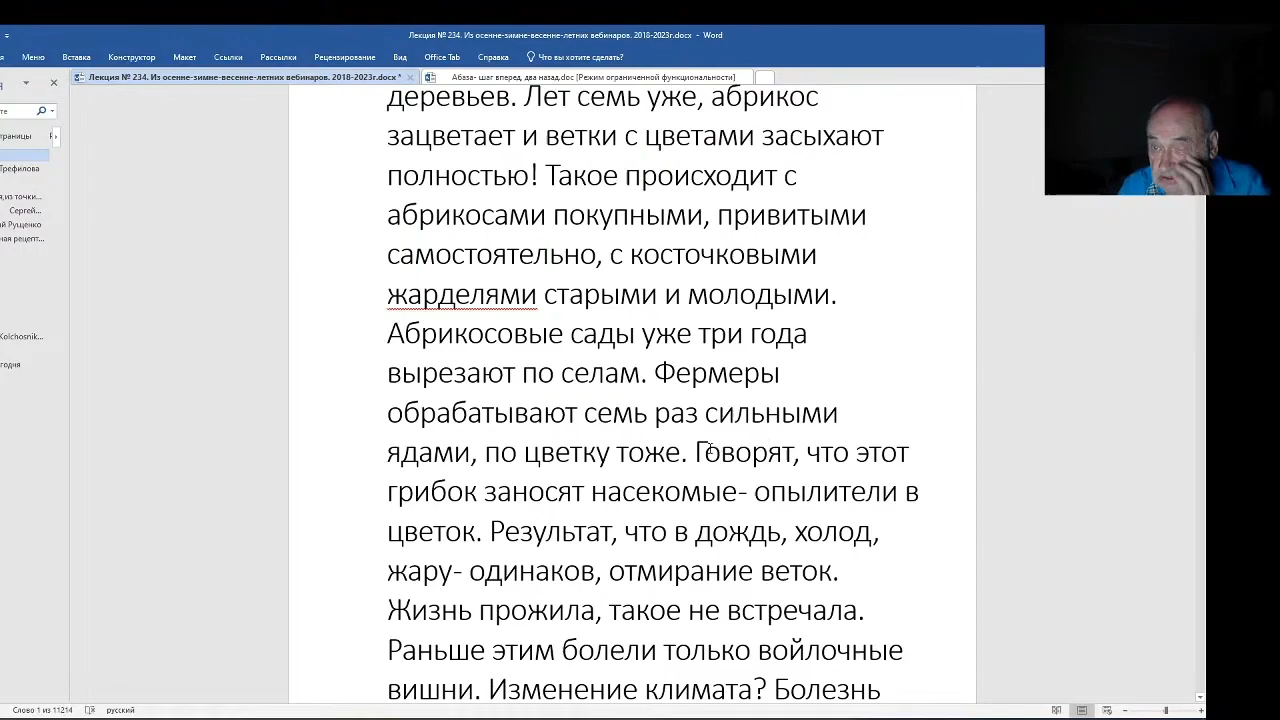 Лекция № 234. Из осенне-зимне-весенне-летних вебинаров. 2018-2023г.docx - Word
Меню Вставка Конструктор Макет Ссылки Рассылки Рецензирование Вид Office Tab Справка Что вы хотите сделать?
Лекция № 234. Из осенне-зимне-весенне-летних вебинаров. 2018-2023г.docx * Абаза- шаг вперед, два назад.doc [Режим ограниченной функциональности]
деревьев. Лет семь уже, абрикос
зацветает и ветки с цветами засыхают
полностью! Такое происходит с
абрикосами покупными, привитыми
самостоятельно, с косточковыми
жарделями старыми и молодыми.
Абрикосовые сады уже три года
вырезают по селам. Фермеры
обрабатывают семь раз сильными
ядами, по цветку тоже. Говорят, что этот
грибок заносят насекомые- опылители в
цветок. Результат, что в дождь, холод,
жару- одинаков, отмирание веток.
Жизнь прожила, такое не встречала.
Раньше этим болели только войлочные
вишни. Изменение климата? Болезнь
Трефилова
Сергей...
й Рущенко
ная рецепт...
Kolchosnik...
Слово 1 из 11214 русский